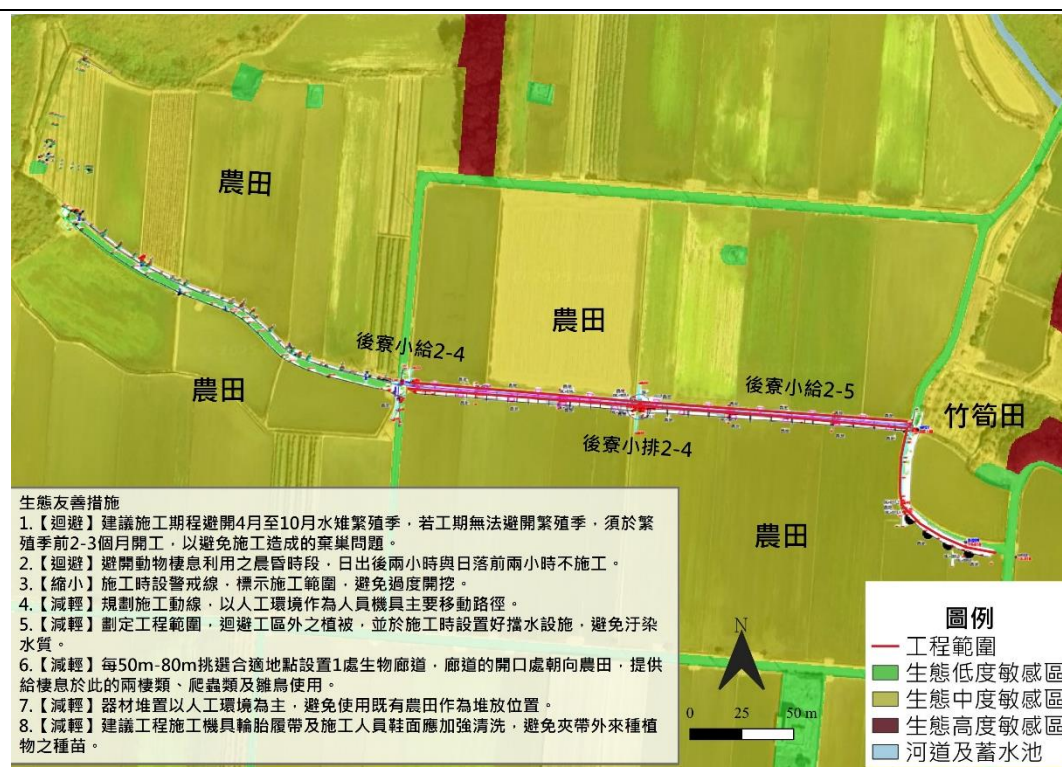 農田
農田
後寮小給2-4
農田
後寮小給2-5
竹筍田
後寮小排2-4
農田
生態友善措施
1.【迴避】建議施工期程避開4月至10月水雉繁殖季，若工期無法避開繁殖季，須於繁
殖季前2-3個月開工，以避免施工造成的棄巢問題。
2.【迴避】避開動物棲息利用之晨昏時段，日出後兩小時與日落前兩小時不施工。
3.【縮小】施工時設警戒線，標示施工範圍，避免過度開挖。
4.【減輕】規劃施工動線，以人工環境作為人員機具主要移動路徑。
5.【減輕】劃定工程範圍，迴避工區外之植被，並於施工時設置好擋水設施，避免汙染
水質。
6.【減輕】每50m-80m挑選合適地點設置1處生物廊道，廊道的開口處朝向農田，提供
給棲息於此的兩棲類、爬蟲類及雛鳥使用。
7.【減輕】器材堆置以人工環境為主，避免使用既有農田作為堆放位置。
8.【減輕】建議工程施工機具輪胎履帶及施工人員鞋面應加強清洗，避免夾帶外來種植
物之種苗。
N
0 25 50 m
圖例
工程範圍
生態低度敏感區
生態中度敏感區
生態高度敏感區
河道及蓄水池